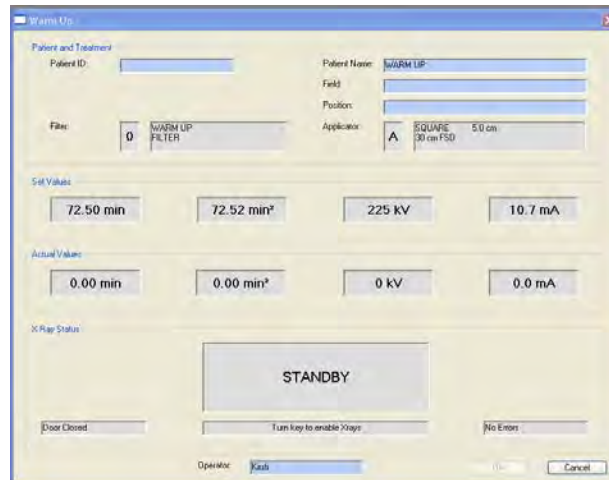 Warm Up
Patient and Treatment
Patient ID:
Patient Name: WARM UP
Field:
Position:
Filter: 0 WARM UP
FILTER
Applicator: A SQUARE 5.0 cm
30 cm FSD
Set Values
72.50 min 72.52 min² 225 kV 10.7 mA
Actual Values
0.00 min 0.00 min² 0 kV 0.0 mA
X Ray Status
STANDBY
Door Closed Turn key to enable Xrays No Errors
Operator: Cancel